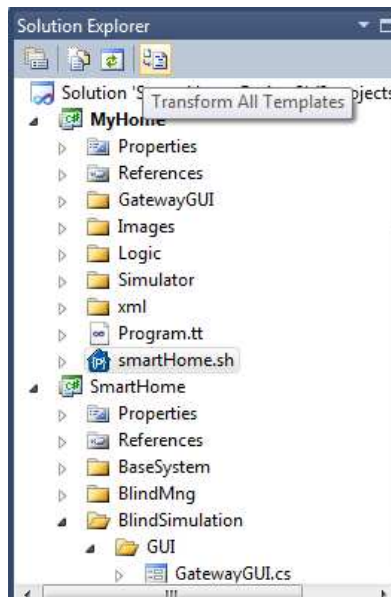 Solution Explorer
Solution 'S
ojects
Transform All Templates
MyHome
Properties
References
GatewayGUI
Images
Logic
Simulator
xml
Program.tt
smartHome.sh
SmartHome
Properties
References
BaseSystem
BlindMng
BlindSimulation
GUI
GatewayGUI.cs